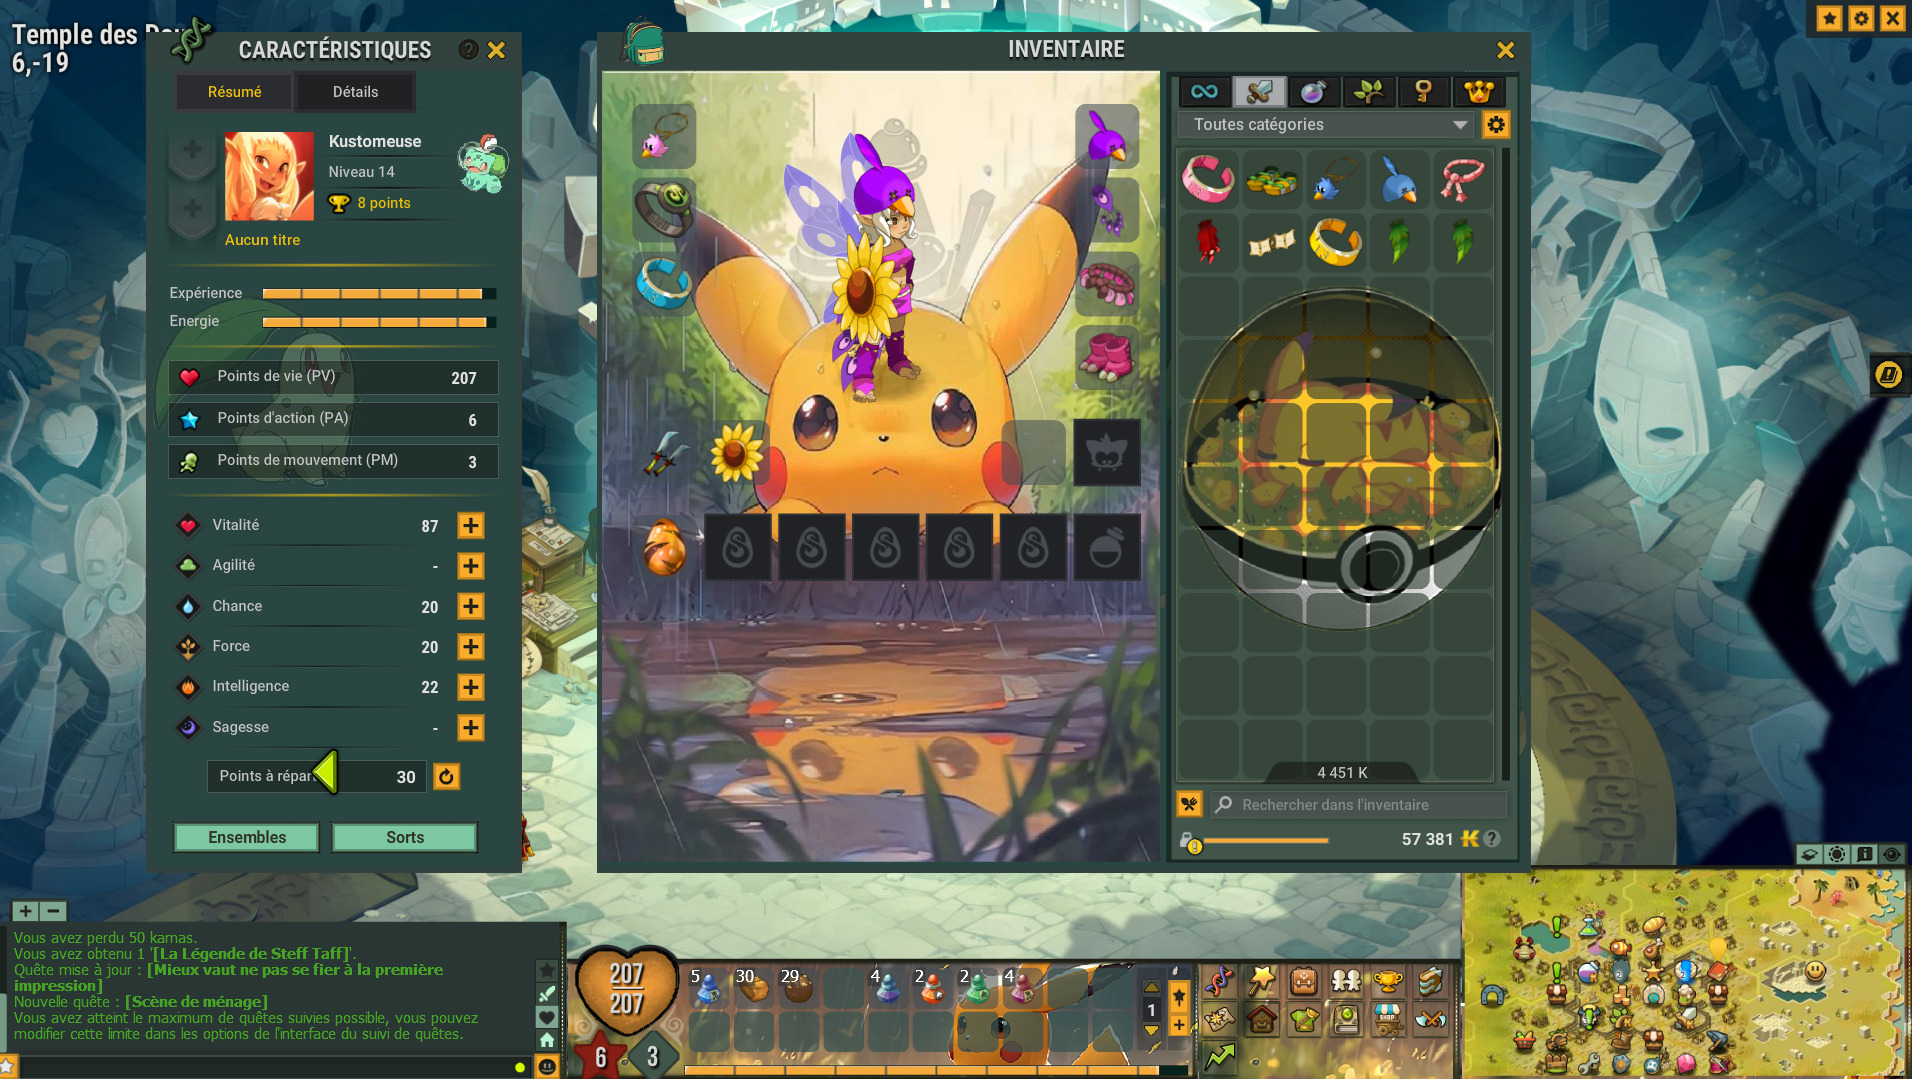 Temple des
6,-19
CARACTÉRISTIQUES
Résumé
Détails
Kustomeuse
Niveau 14
8 points
Aucun titre
Expérience
Energie
Points de vie (PV) 207
Points d'action (PA) 6
Points de mouvement (PM) 3
Vitalité 87
Agilité -
Chance 20
Force 20
Intelligence 22
Sagesse -
Points à répar 30
Ensembles
Sorts
INVENTAIRE
Toutes catégories
4 451 K
Rechercher dans l'inventaire
57 381
Vous avez perdu 50 kamas.
Vous avez obtenu 1 '[La Légende de Steff Taff]'.
Quête mise à jour : [Mieux vaut ne pas se fier à la première
impression]
Nouvelle quête : [Scène de ménage]
Vous avez atteint le maximum de quêtes suivies possible, vous pouvez
modifier cette limite dans les options de l'interface du suivi de quêtes.
207
207
6
3
5 30 29 4 2 2 4
1
SHOP